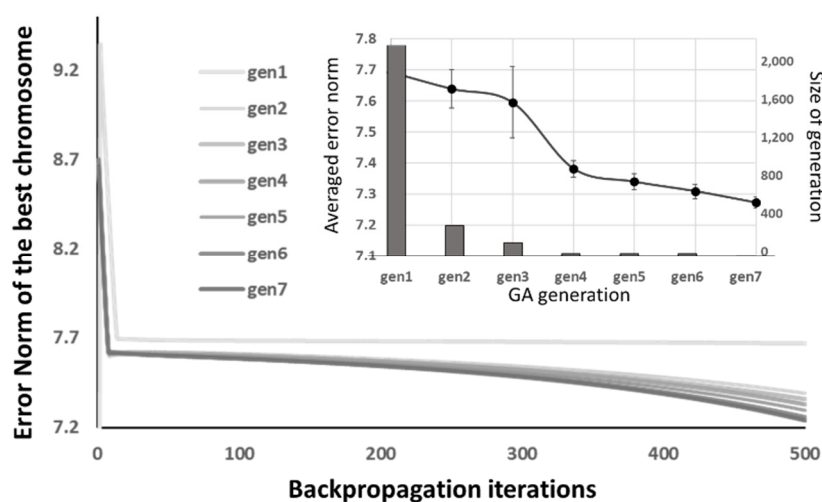 Error Norm of the best chromosome
9.2
8.7
8.2
7.7
7.2
gen1
gen2
gen3
gen4
gen5
gen6
gen7
Averaged error norm
7.8
7.7
7.6
7.5
7.4
7.3
7.2
7.1
2,000
1,600
1,200
800
400
0
Size of generation
gen1 gen2 gen3 gen4 gen5 gen6 gen7
GA generation
0 100 200 300 400 500
Backpropagation iterations